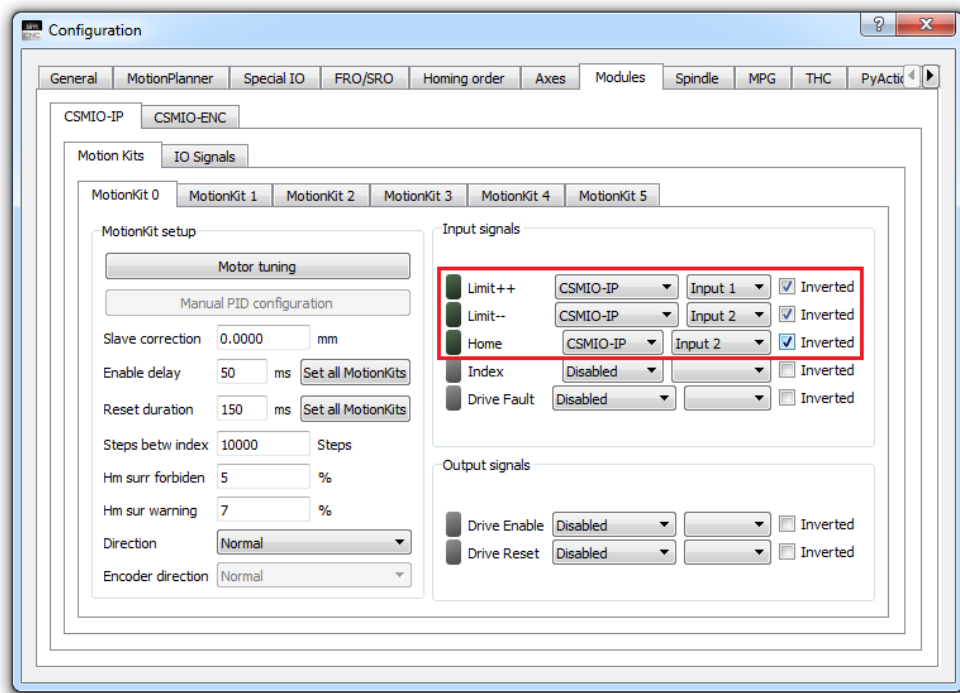 Configuration
General MotionPlanner Special IO FRO/SRO Homing order Axes Modules Spindle MPG THC PyActic
CSMIO-IP CSMIO-ENC
Motion Kits IO Signals
MotionKit 0 MotionKit 1 MotionKit 2 MotionKit 3 MotionKit 4 MotionKit 5
MotionKit setup
Motor tuning
Manual PID configuration
Slave correction 0.0000 mm
Enable delay 50 ms Set all MotionKits
Reset duration 150 ms Set all MotionKits
Steps betw index 10000 Steps
Hm surr forbiden 5 %
Hm sur warning 7 %
Direction Normal
Encoder direction Normal
Input signals
Limit++ CSMIO-IP Input 1 Inverted
Limit-- CSMIO-IP Input 2 Inverted
Home CSMIO-IP Input 2 Inverted
Index Disabled Inverted
Drive Fault Disabled Inverted
Output signals
Drive Enable Disabled Inverted
Drive Reset Disabled Inverted